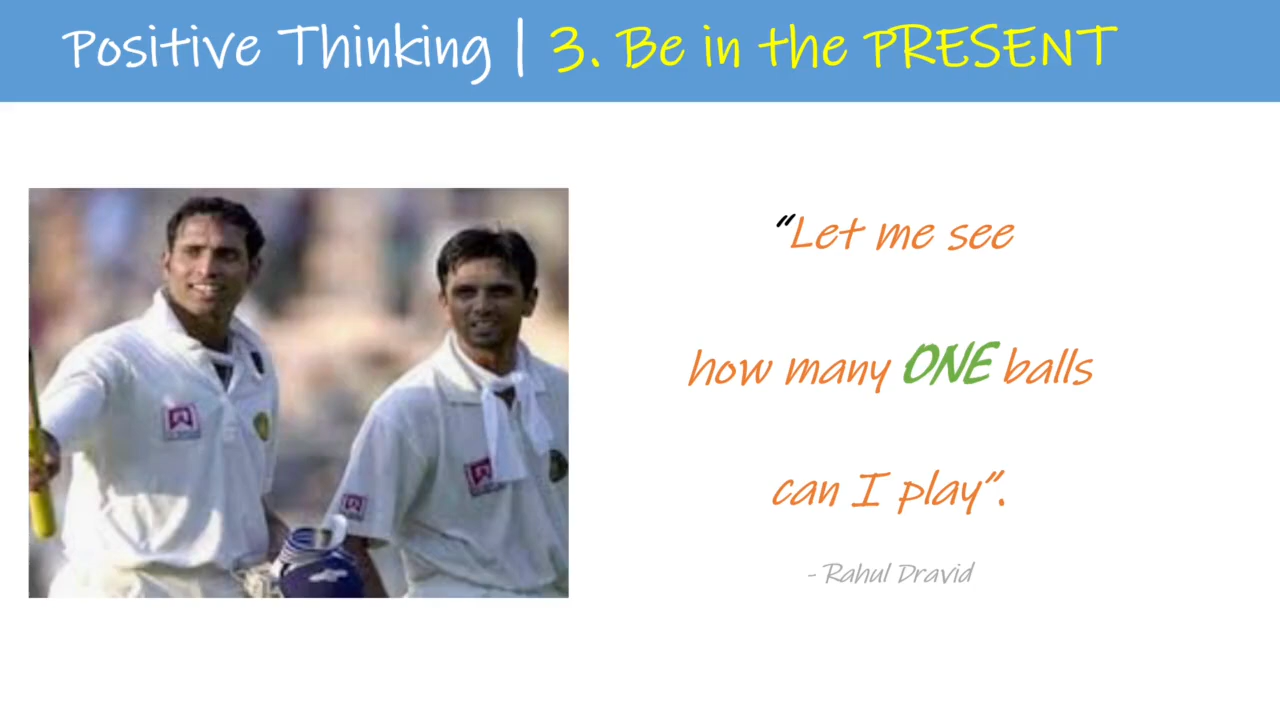 Positive Thinking | 3. Be in the PRESENT
“Let me see
how many ONE balls
can I play”.
- Rahul Dravid